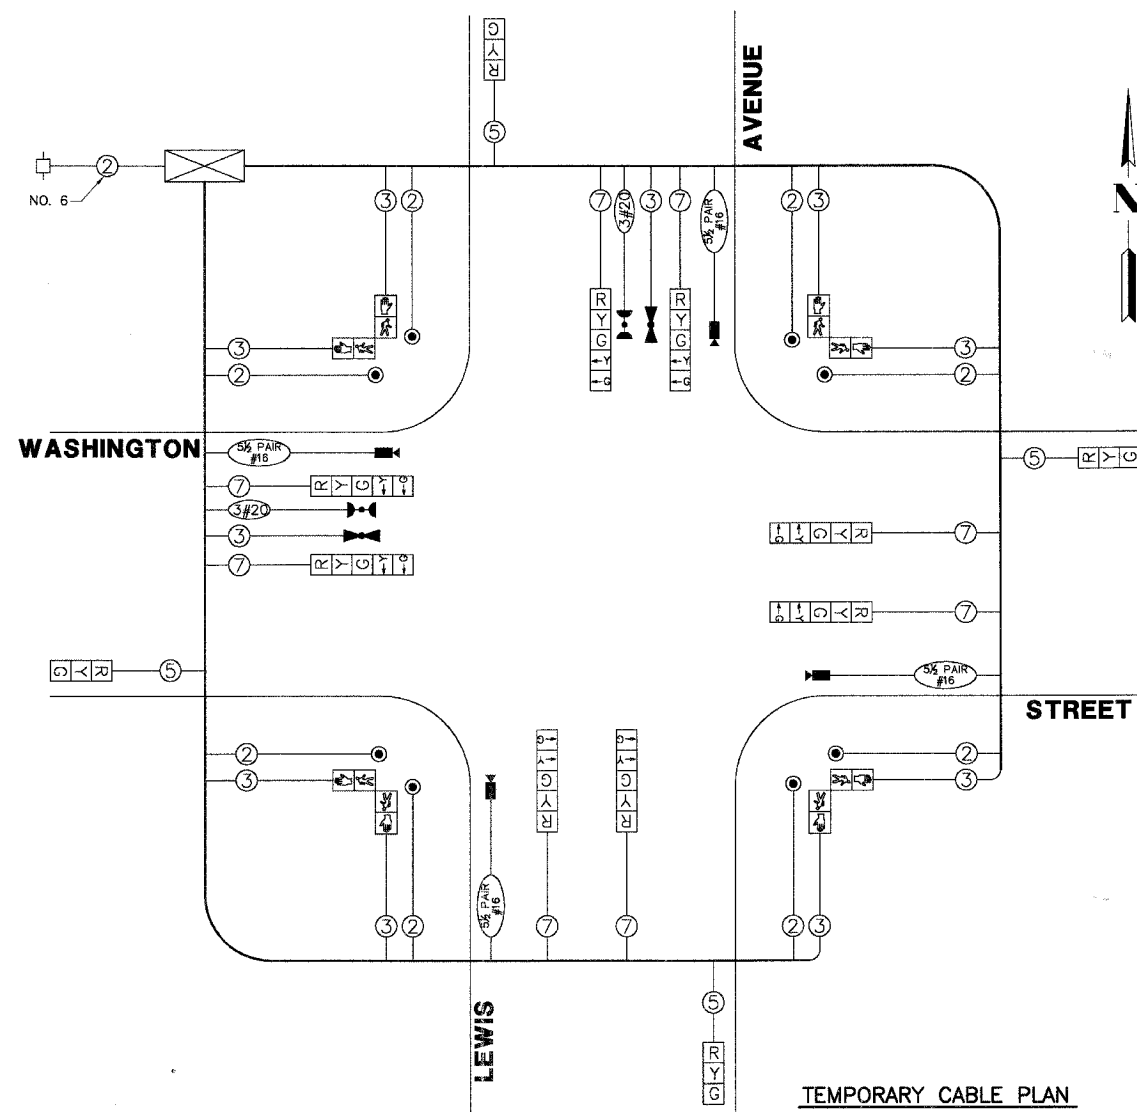 G Y R
AVENUE
5
2
NO. 6
N
3 2
7 3#20 3 7 5½ PAIR #16
2 3
R Y G ←Y ←G
R Y G ←Y ←G
3
2
3
2
WASHINGTON
5½ PAIR #16
7 R Y G ←Y ←G
3#20
3
7 R Y G ←Y ←G
5 R Y G
G Y R 5
←G ←Y G Y R 7
←G ←Y G Y R 7
5½ PAIR #16
STREET
2
3
2
3
←G ←Y G Y R
←G ←Y G Y R
3 2
5½ PAIR #16
7 7
2 3
LEWIS
5
R Y G
TEMPORARY CABLE PLAN